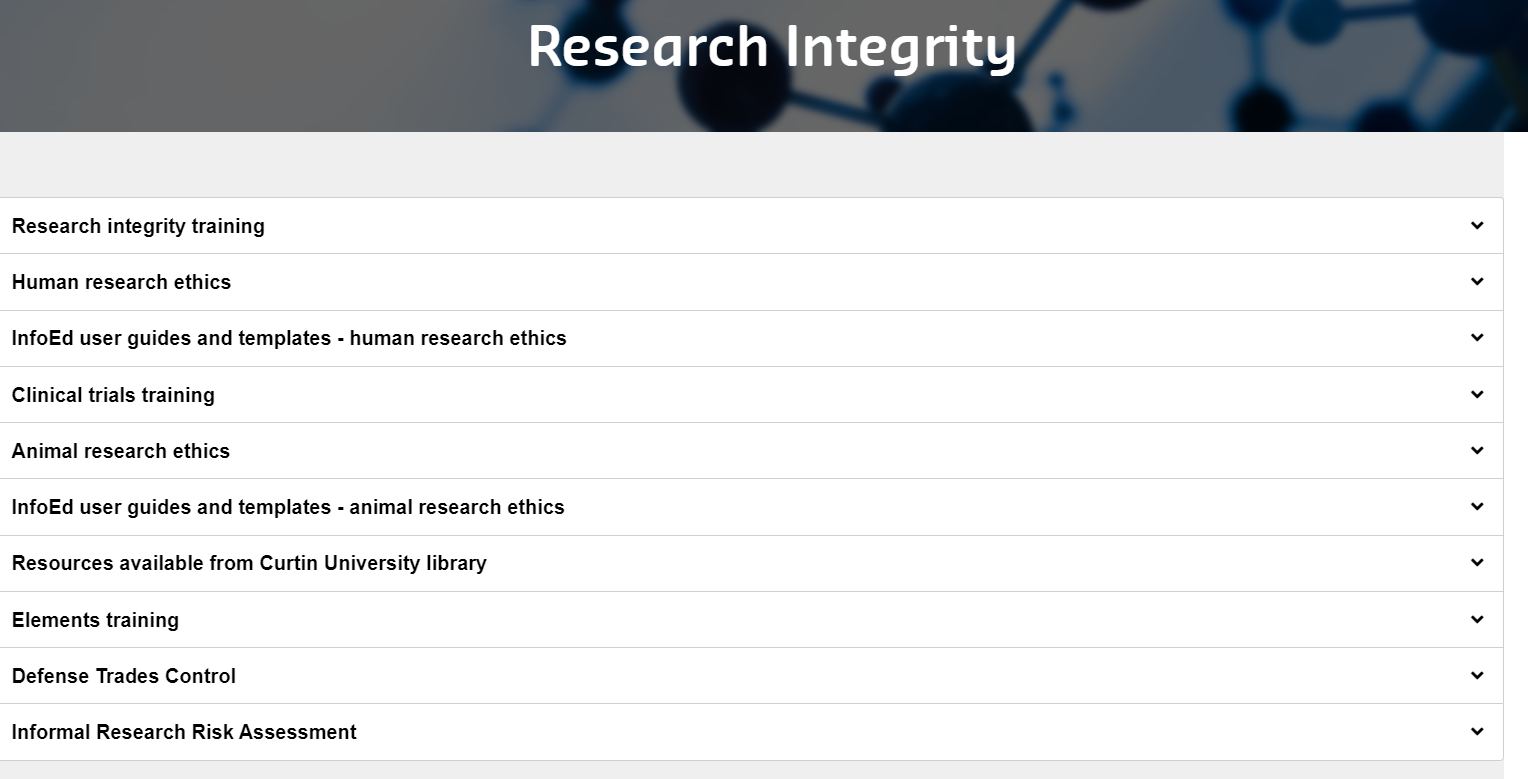 Research Integrity
Research integrity training
Human research ethics
InfoEd user guides and templates - human research ethics
Clinical trials training
Animal research ethics
InfoEd user guides and templates - animal research ethics
Resources available from Curtin University library
Elements training
Defense Trades Control
Informal Research Risk Assessment